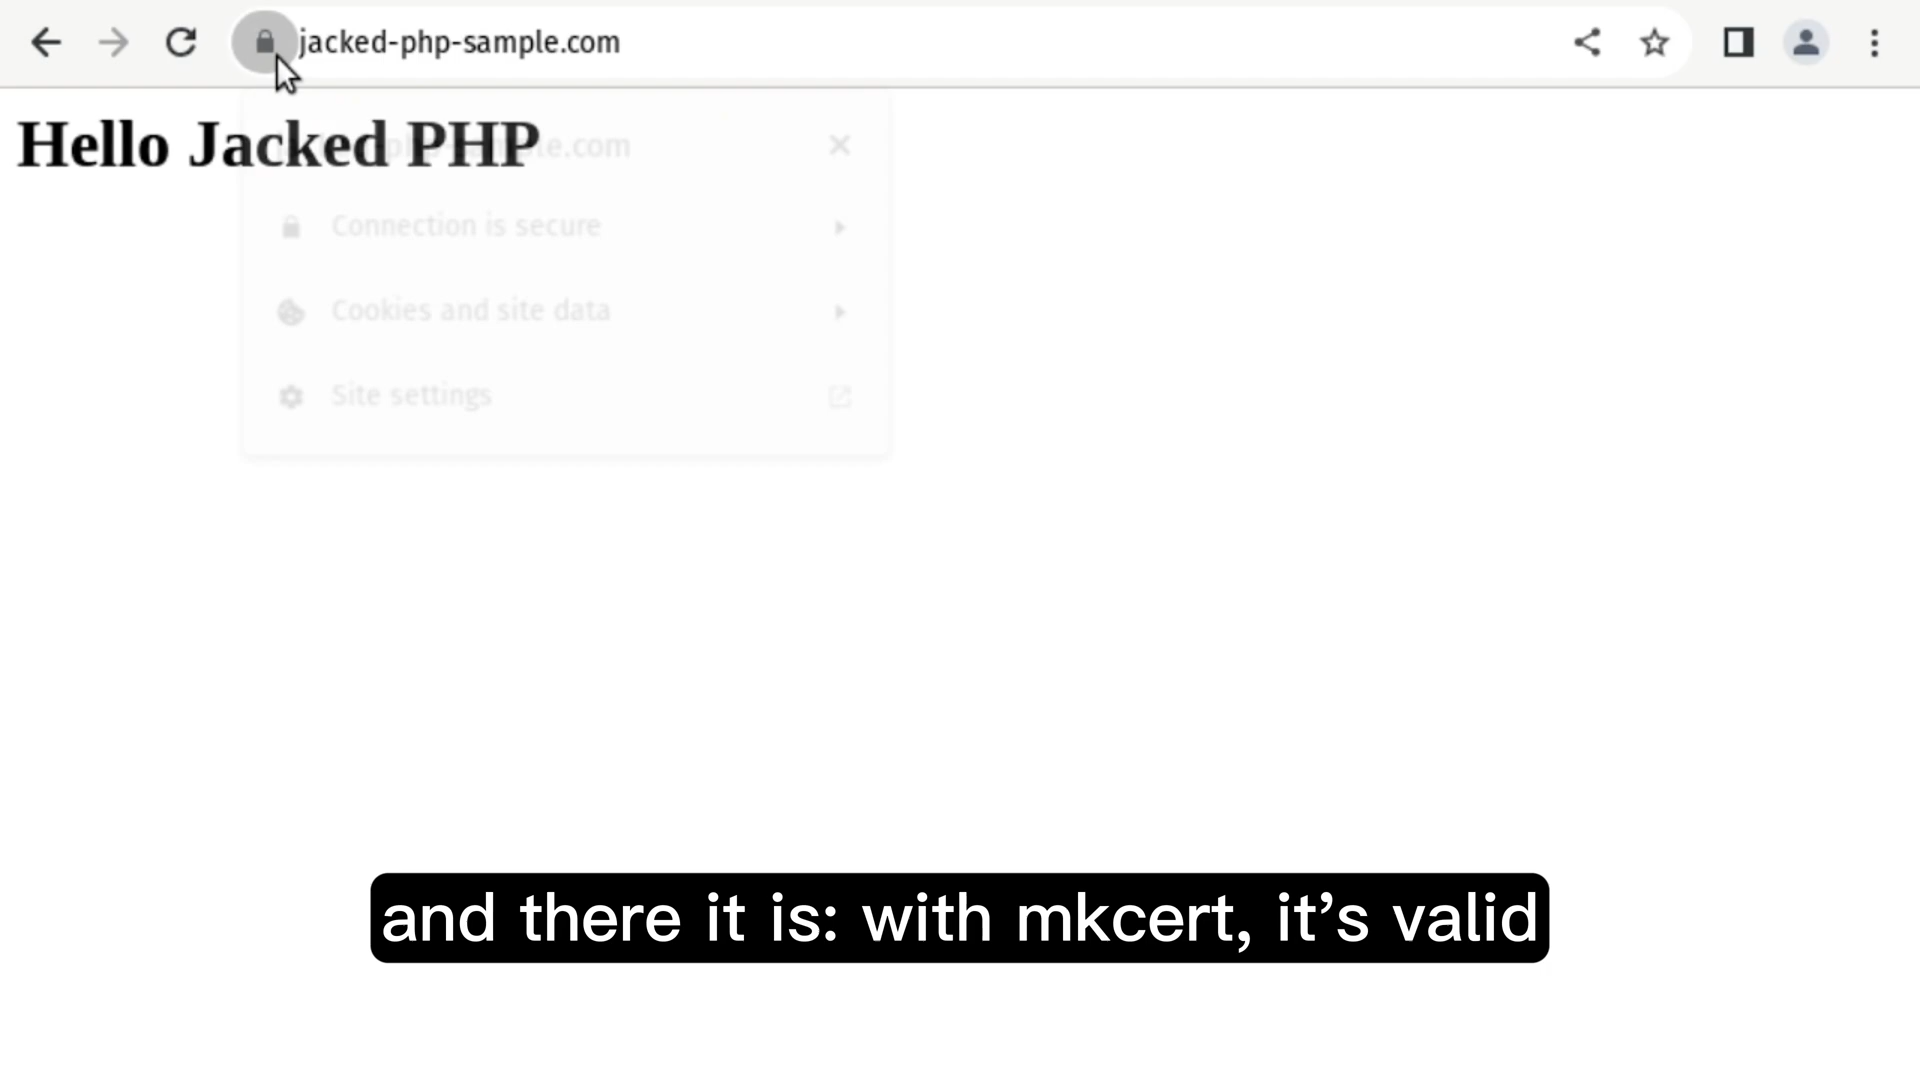 jacked-php-sample.com
Hello Jacked PHP
Connection is secure
Cookies and site data
Site settings
and there it is: with mkcert, it’s valid